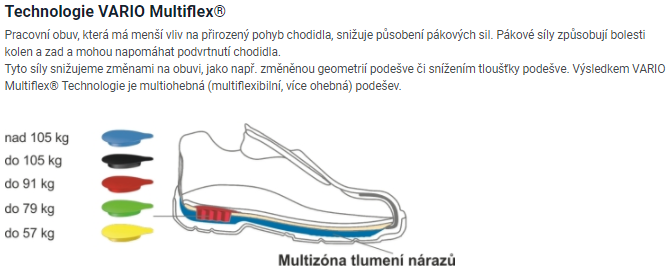 Technologie VARIO Multiflex®
Pracovní obuv, která má menší vliv na přirozený pohyb chodidla, snižuje působení pákových sil. Pákové síly způsobují bolesti
kolen a zad a mohou napomáhat podvrtnutí chodidla.
Tyto síly snižujeme změnami na obuvi, jako např. změněnou geometrií podešve či snížením tloušťky podešve. Výsledkem VARIO
Multiflex® Technologie je multiohebná (multiflexibilní, více ohebná) podešev.
nad 105 kg
do 105 kg
do 91 kg
do 79 kg
do 57 kg
Multizóna tlumení nárazů